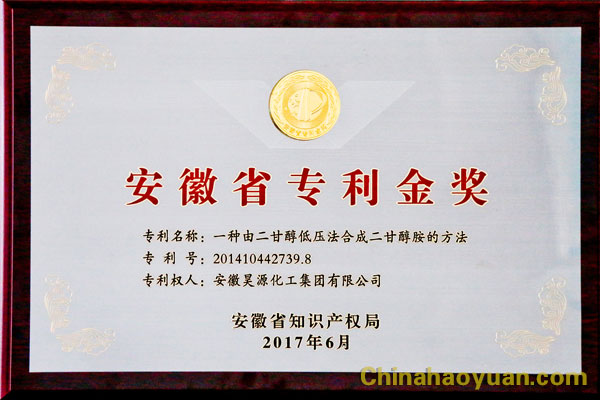 安徽省专利金奖
专利名称：一种由二甘醇低压法合成二甘醇胺的方法
专 利 号：201410442739.8
专利权人：安徽昊源化工集团有限公司
安徽省知识产权局
2017年6月
Chinahaoyuan.com